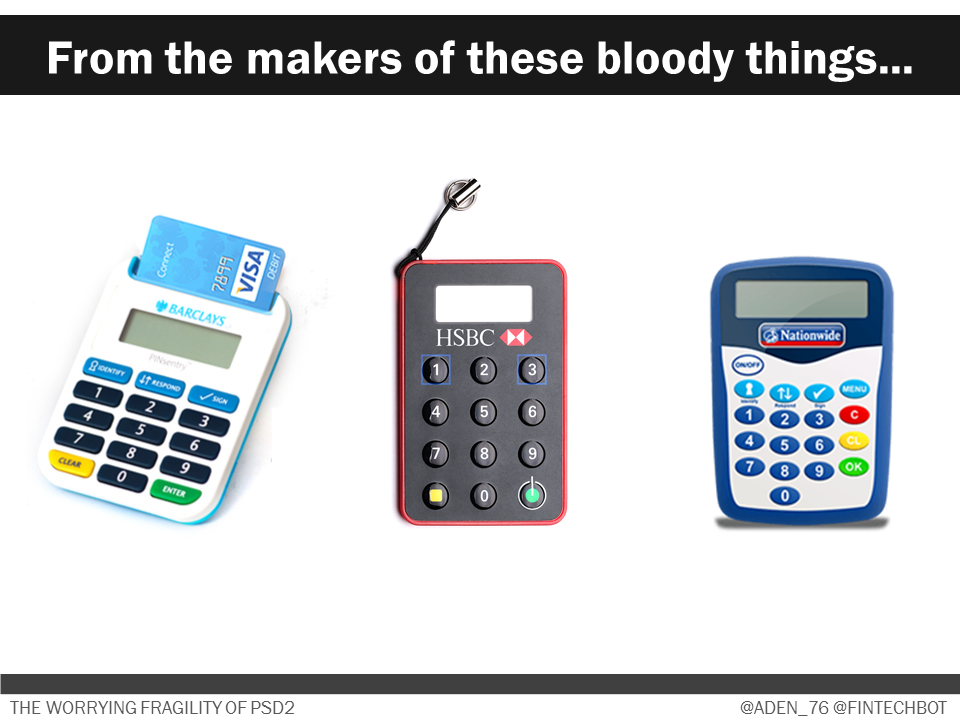 From the makers of these bloody things...
Connect
7899
VISA
DEBIT
BARCLAYS
PINsentry™
IDENTIFY RESPOND SIGN
1 2 3
4 5 6
7 8 9
CLEAR 0 ENTER
HSBC
1 2 3
4 5 6
7 8 9
0
Nationwide
ON/OFF
MENU
Identify Respond Sign
1 2 3 C
4 5 6 CL
7 8 9 OK
0
THE WORRYING FRAGILITY OF PSD2
@ADEN_76 @FINTECHBOT